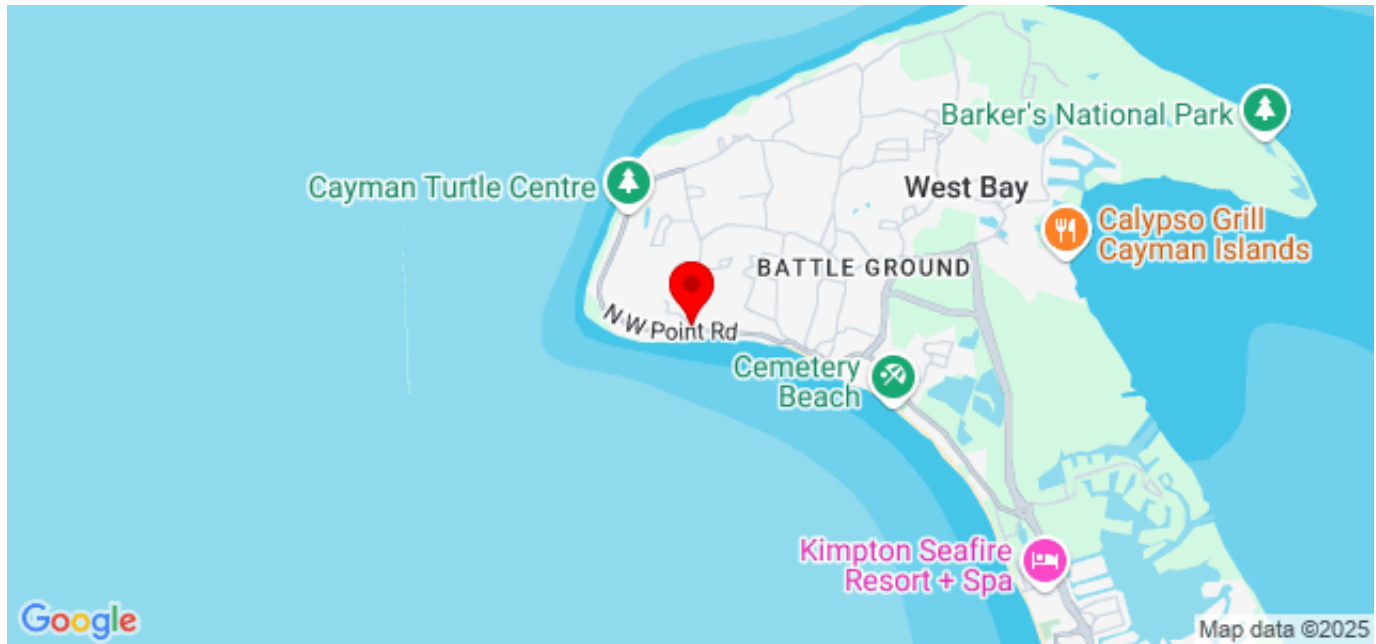 Barker's National Park
Cayman Turtle Centre
West Bay
Calypso Grill
Cayman Islands
BATTLE GROUND
N W Point Rd
Cemetery
Beach
Kimpton Seafire
Resort + Spa
Google
Map data ©2025